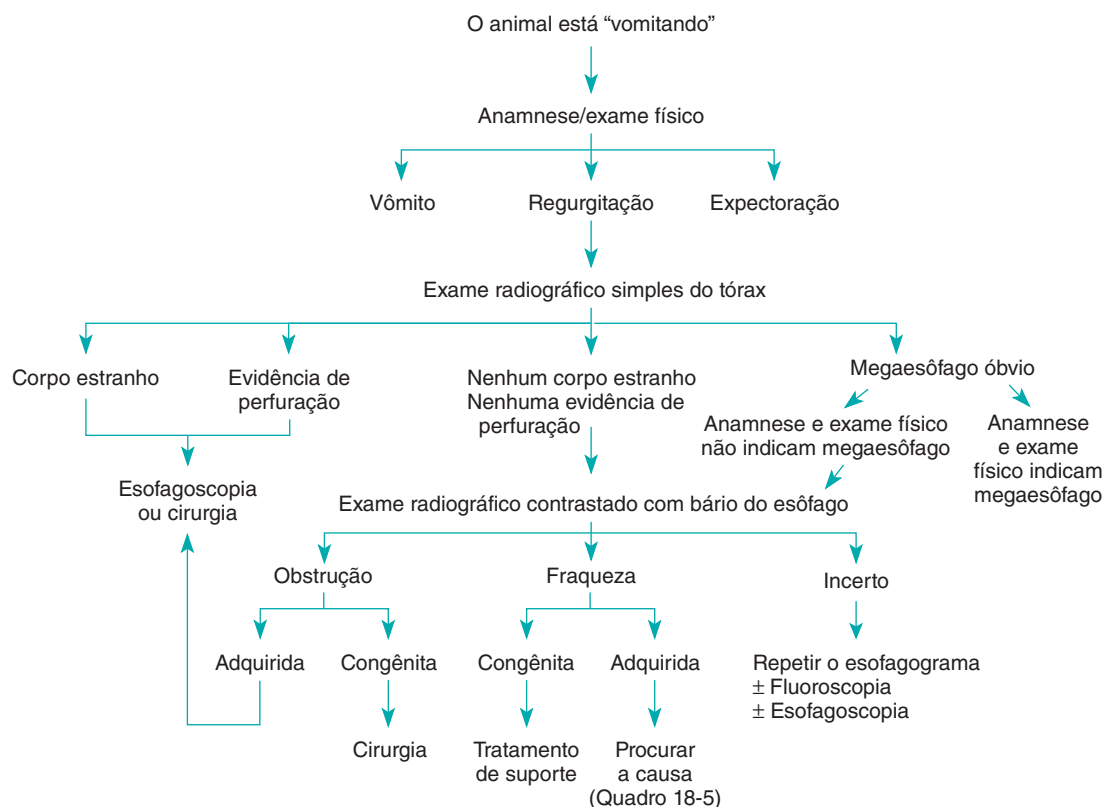 O animal está “vomitando”
Anamnese/exame físico
Vômito
Regurgitação
Expectoração
Exame radiográfico simples do tórax
Corpo estranho
Evidência de
perfuração
Nenhum corpo estranho
Nenhuma evidência de
perfuração
Megaesôfago óbvio
Anamnese e exame físico
não indicam megaesôfago
Anamnese
e exame
físico indicam
megaesôfago
Esofagoscopia
ou cirurgia
Exame radiográfico contrastado com bário do esôfago
Obstrução
Fraqueza
Incerto
Adquirida
Congênita
Congênita
Adquirida
Repetir o esofagograma
± Fluoroscopia
± Esofagoscopia
Cirurgia
Tratamento
de suporte
Procurar
a causa
(Quadro 18-5)